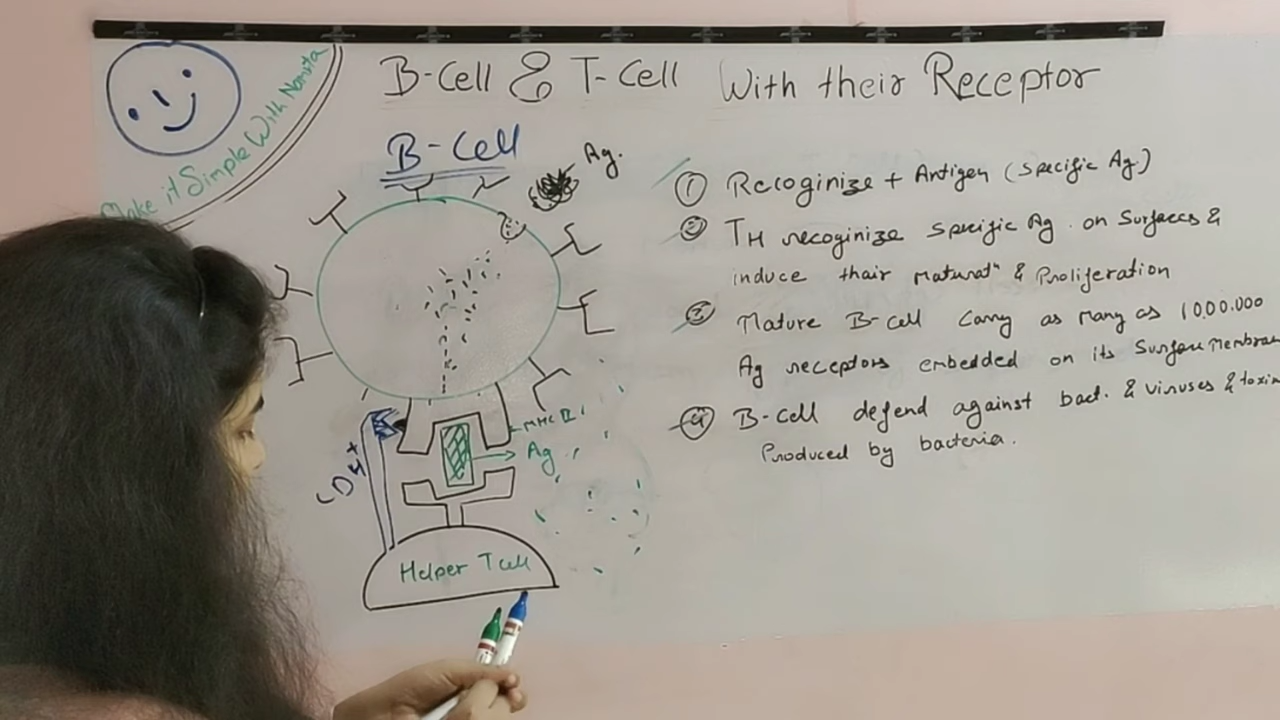 B-Cell & T-Cell With their Receptor
Make it Simple With Namrta
B-Cell
Ag.
① Recoginize + Antigen (specific Ag)
② TH recoginize specific Ag. on Surfaces &
induce thair maturatⁿ & Proliferation
③ Mature B-cell carry as many as 10,00.000
Ag receptors embedded on its Surface Membran
④ B-cell defend against bact. & viruses & toxin
Produced by bacteria.
MHC II
Ag
CD4+
Helper T cell